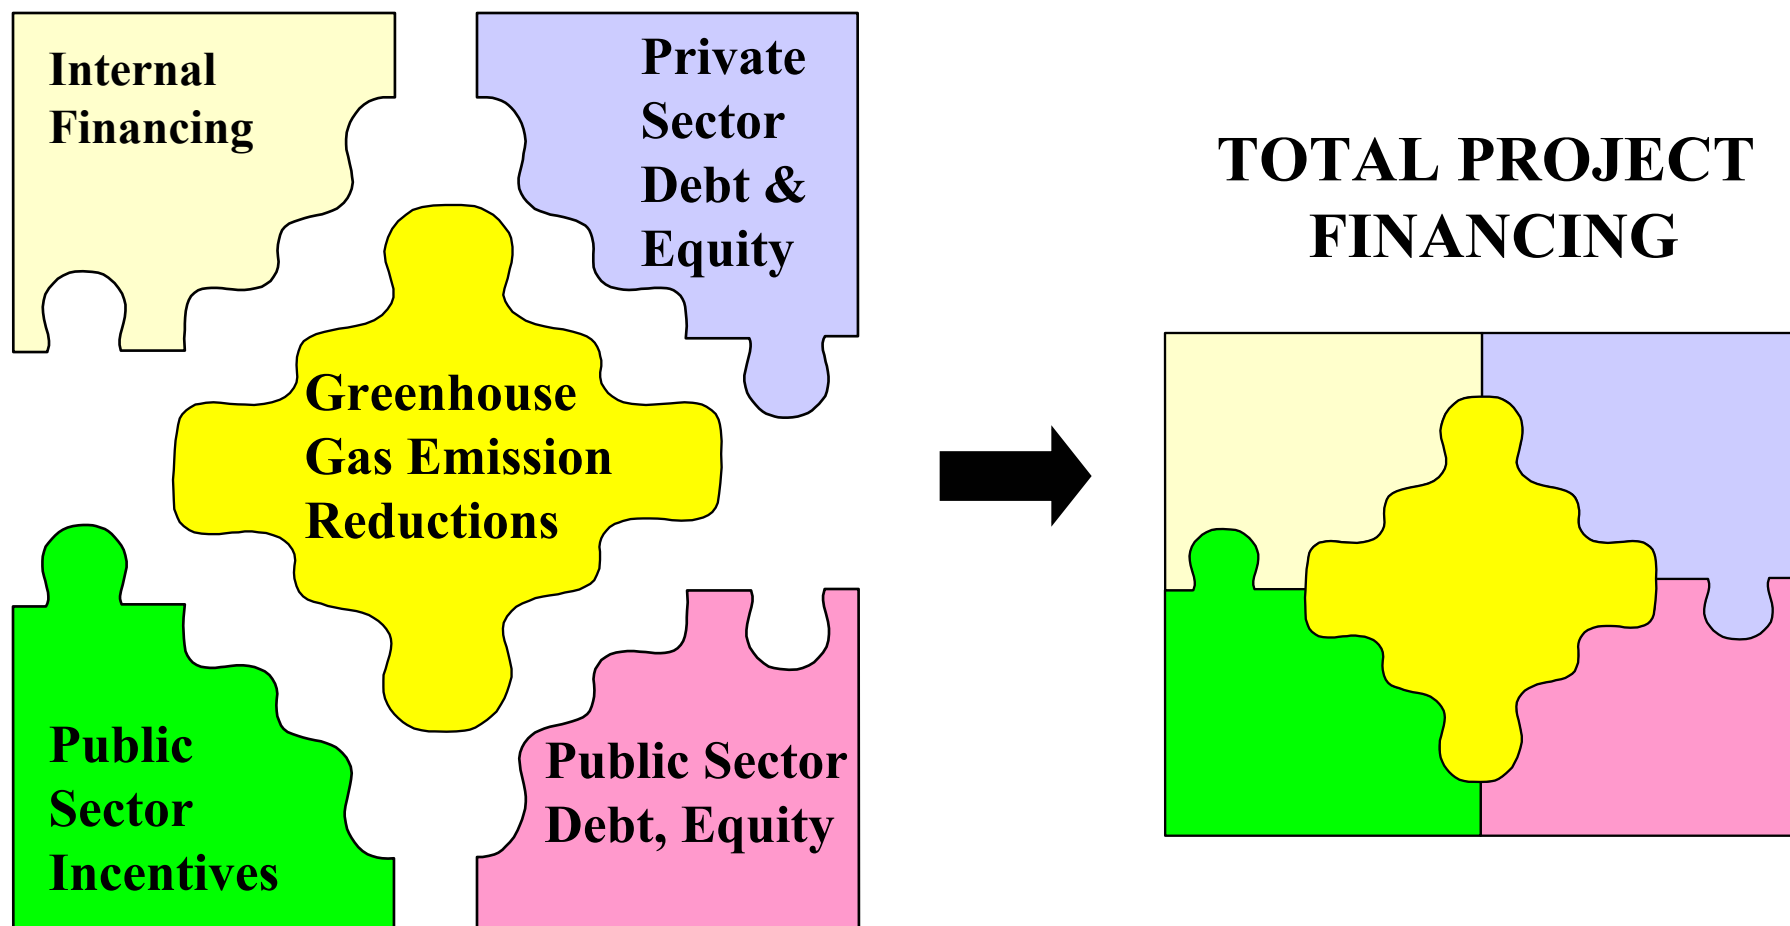 Internal
Financing
Private
Sector
Debt &
Equity
Greenhouse
Gas Emission
Reductions
Public
Sector
Incentives
Public Sector
Debt, Equity
TOTAL PROJECT
FINANCING